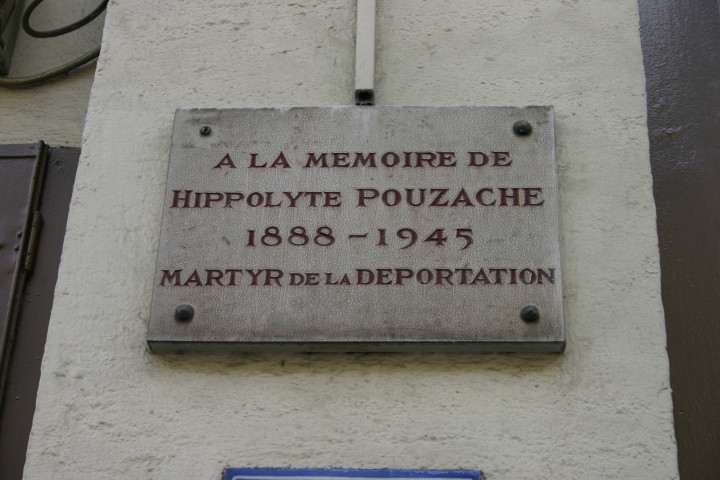 A LA MEMOIRE DE
HIPPOLYTE POUZACHE
1888 - 1945
MARTYR DE LA DEPORTATION